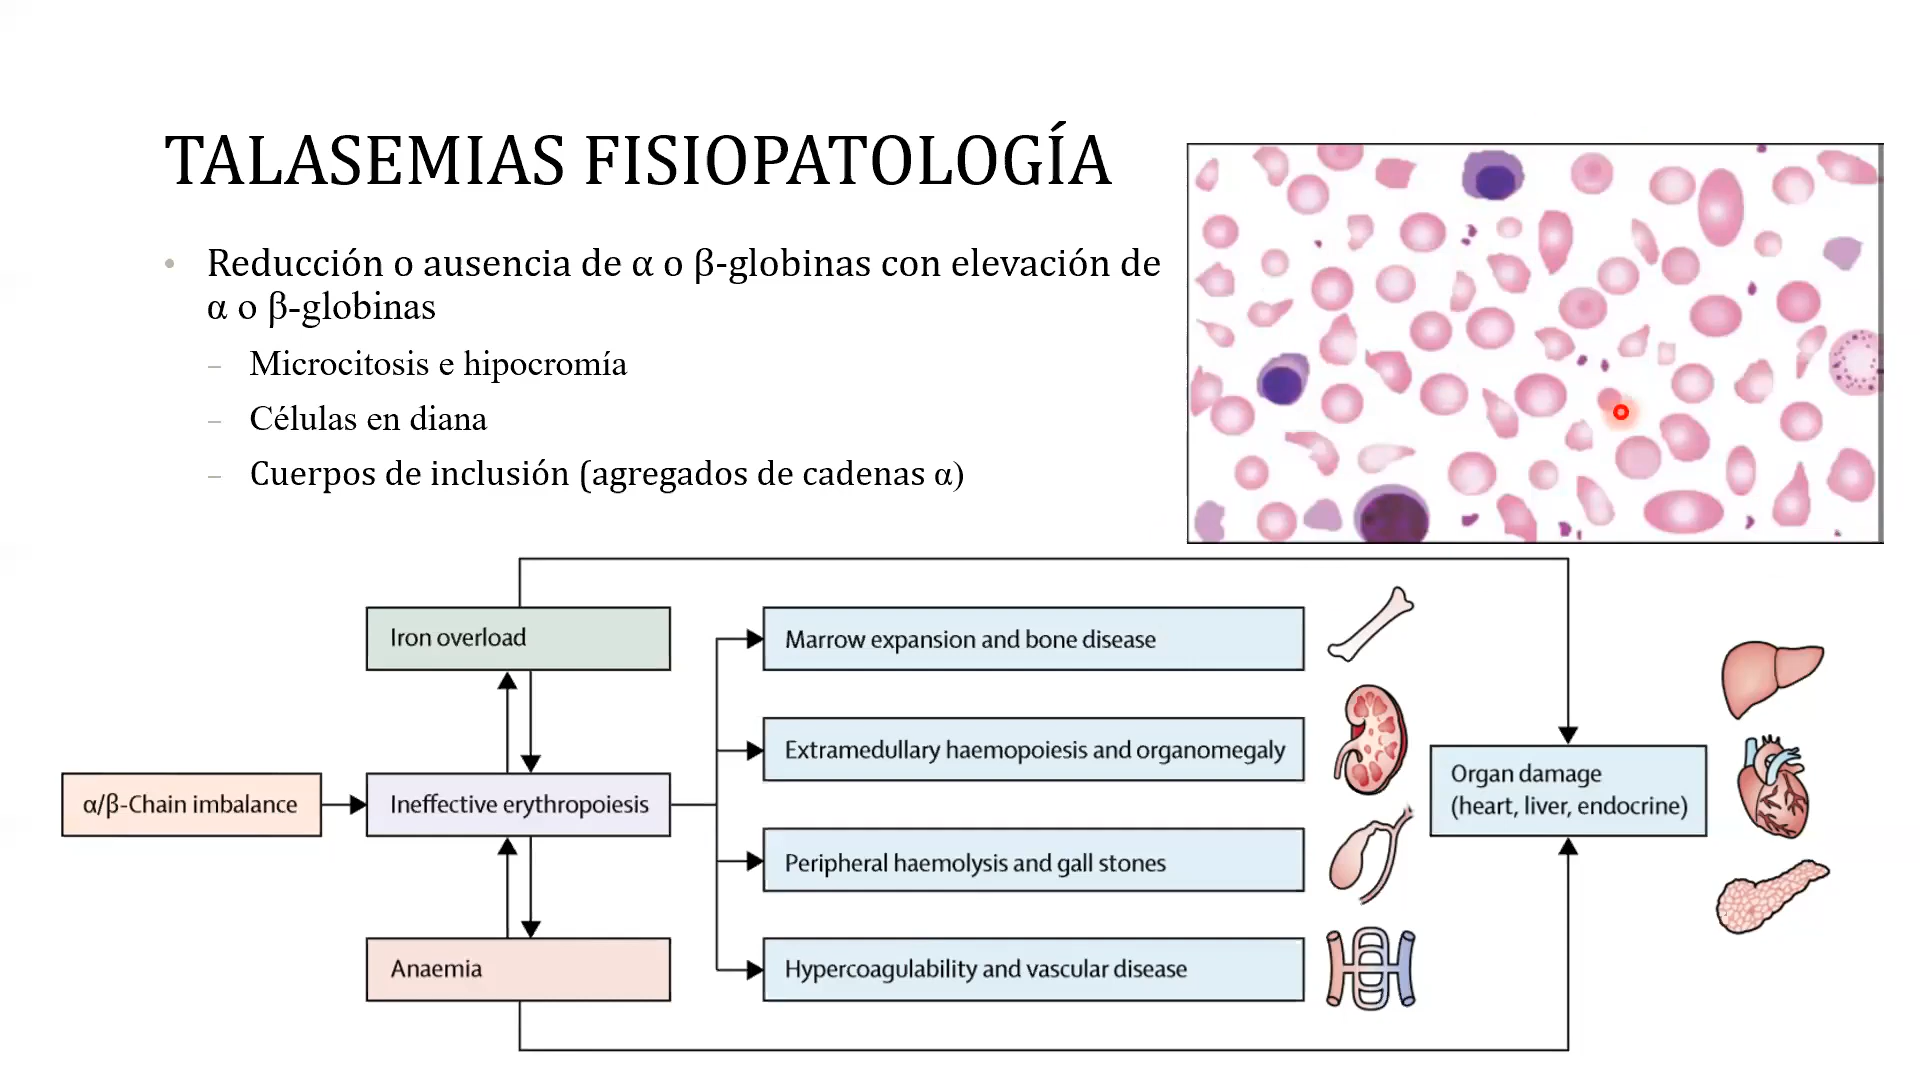 TALASEMIAS FISIOPATOLOGÍA
• Reducción o ausencia de α o β-globinas con elevación de
α o β-globinas
– Microcitosis e hipocromía
– Células en diana
– Cuerpos de inclusión (agregados de cadenas α)
Iron overload
Marrow expansion and bone disease
Extramedullary haemopoiesis and organomegaly
α/β-Chain imbalance
Ineffective erythropoiesis
Organ damage
(heart, liver, endocrine)
Peripheral haemolysis and gall stones
Anaemia
Hypercoagulability and vascular disease